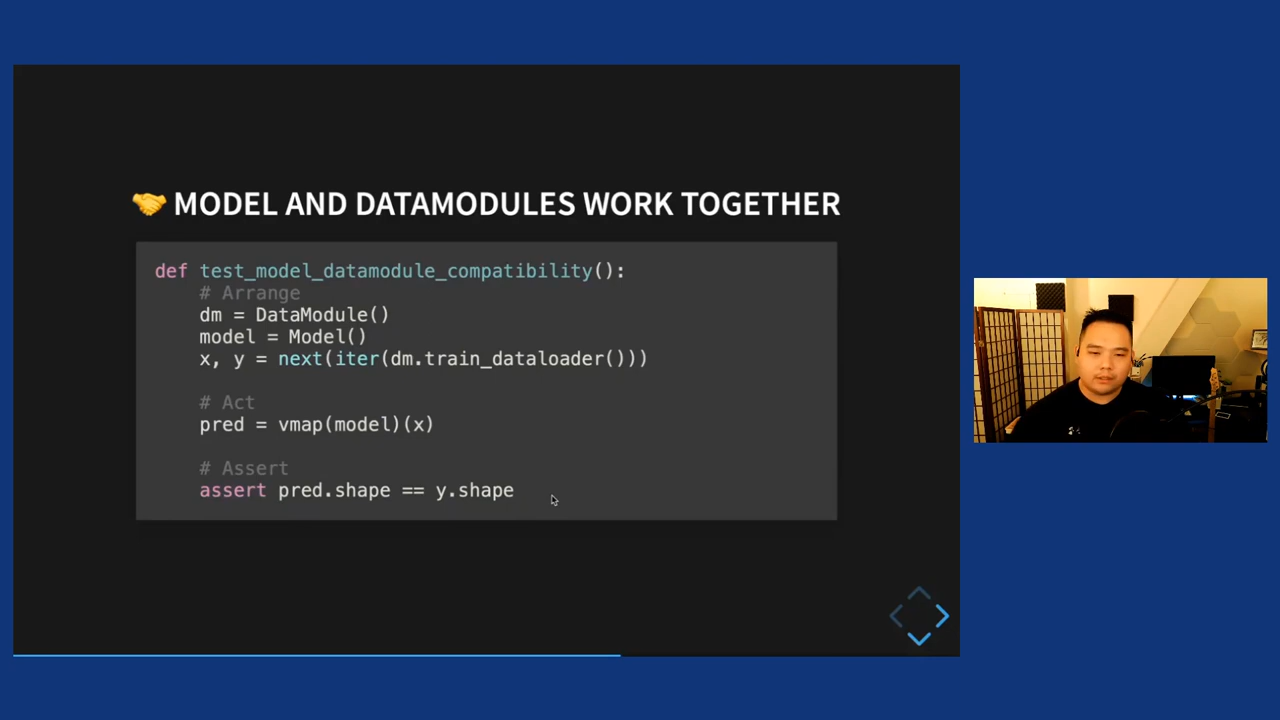 🤝 MODEL AND DATAMODULES WORK TOGETHER
def test_model_datamodule_compatibility():
    # Arrange
    dm = DataModule()
    model = Model()
    x, y = next(iter(dm.train_dataloader()))

    # Act
    pred = vmap(model)(x)

    # Assert
    assert pred.shape == y.shape